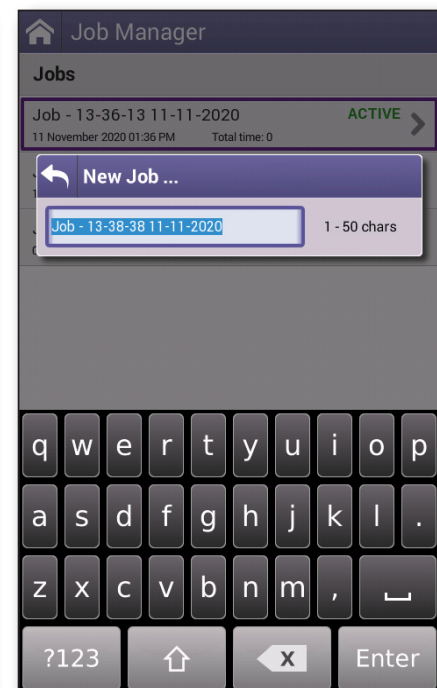 Job Manager
Jobs
Job - 13-36-13 11-11-2020 ACTIVE
11 November 2020 01:36 PM Total time: 0
New Job ...
Job - 13-38-38 11-11-2020 1 - 50 chars
q w e r t y u i o p
a s d f g h j k l .
z x c v b n m ,
?123 X Enter